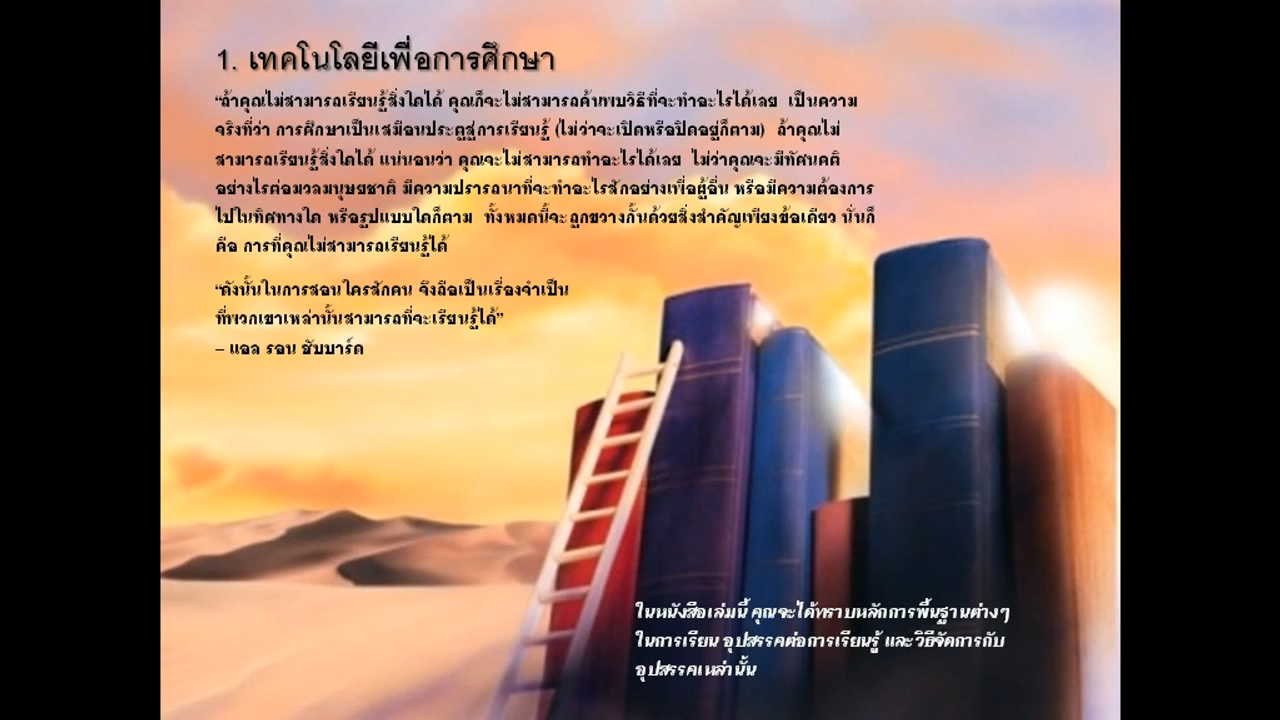 1. เทคโนโลยีเพื่อการศึกษา
“ถ้าคุณไม่สามารถเรียนรู้สิ่งใดได้ คุณก็จะไม่สามารถค้นพบวิธีที่จะทำอะไรได้เลย เป็นความ
จริงที่ว่า การศึกษาเป็นเสมือนประตูสู่การเรียนรู้ (ไม่ว่าจะเปิดหรือปิดอยู่ก็ตาม) ถ้าคุณไม่
สามารถเรียนรู้สิ่งใดได้ แน่นอนว่า คุณจะไม่สามารถทำอะไรได้เลย ไม่ว่าคุณจะมีทัศนคติ
อย่างไรต่อมวลมนุษยชาติ มีความปรารถนาที่จะทำอะไรสักอย่างเพื่อผู้อื่น หรือมีความต้องการ
ไปในทิศทางใด หรือรูปแบบใดก็ตาม ทั้งหมดนี้จะถูกขวางกั้นด้วยสิ่งสำคัญเพียงข้อเดียว นั่นก็
คือ การที่คุณไม่สามารถเรียนรู้ได้
“ดังนั้นในการสอนใครสักคน จึงถือเป็นเรื่องจำเป็น
ที่พวกเขาเหล่านั้นสามารถที่จะเรียนรู้ได้”
– แอล รอน ฮับบาร์ด
ในหนังสือเล่มนี้ คุณจะได้ทราบหลักการพื้นฐานต่างๆ
ในการเรียน อุปสรรคต่อการเรียนรู้ และวิธีจัดการกับ
อุปสรรคเหล่านั้น